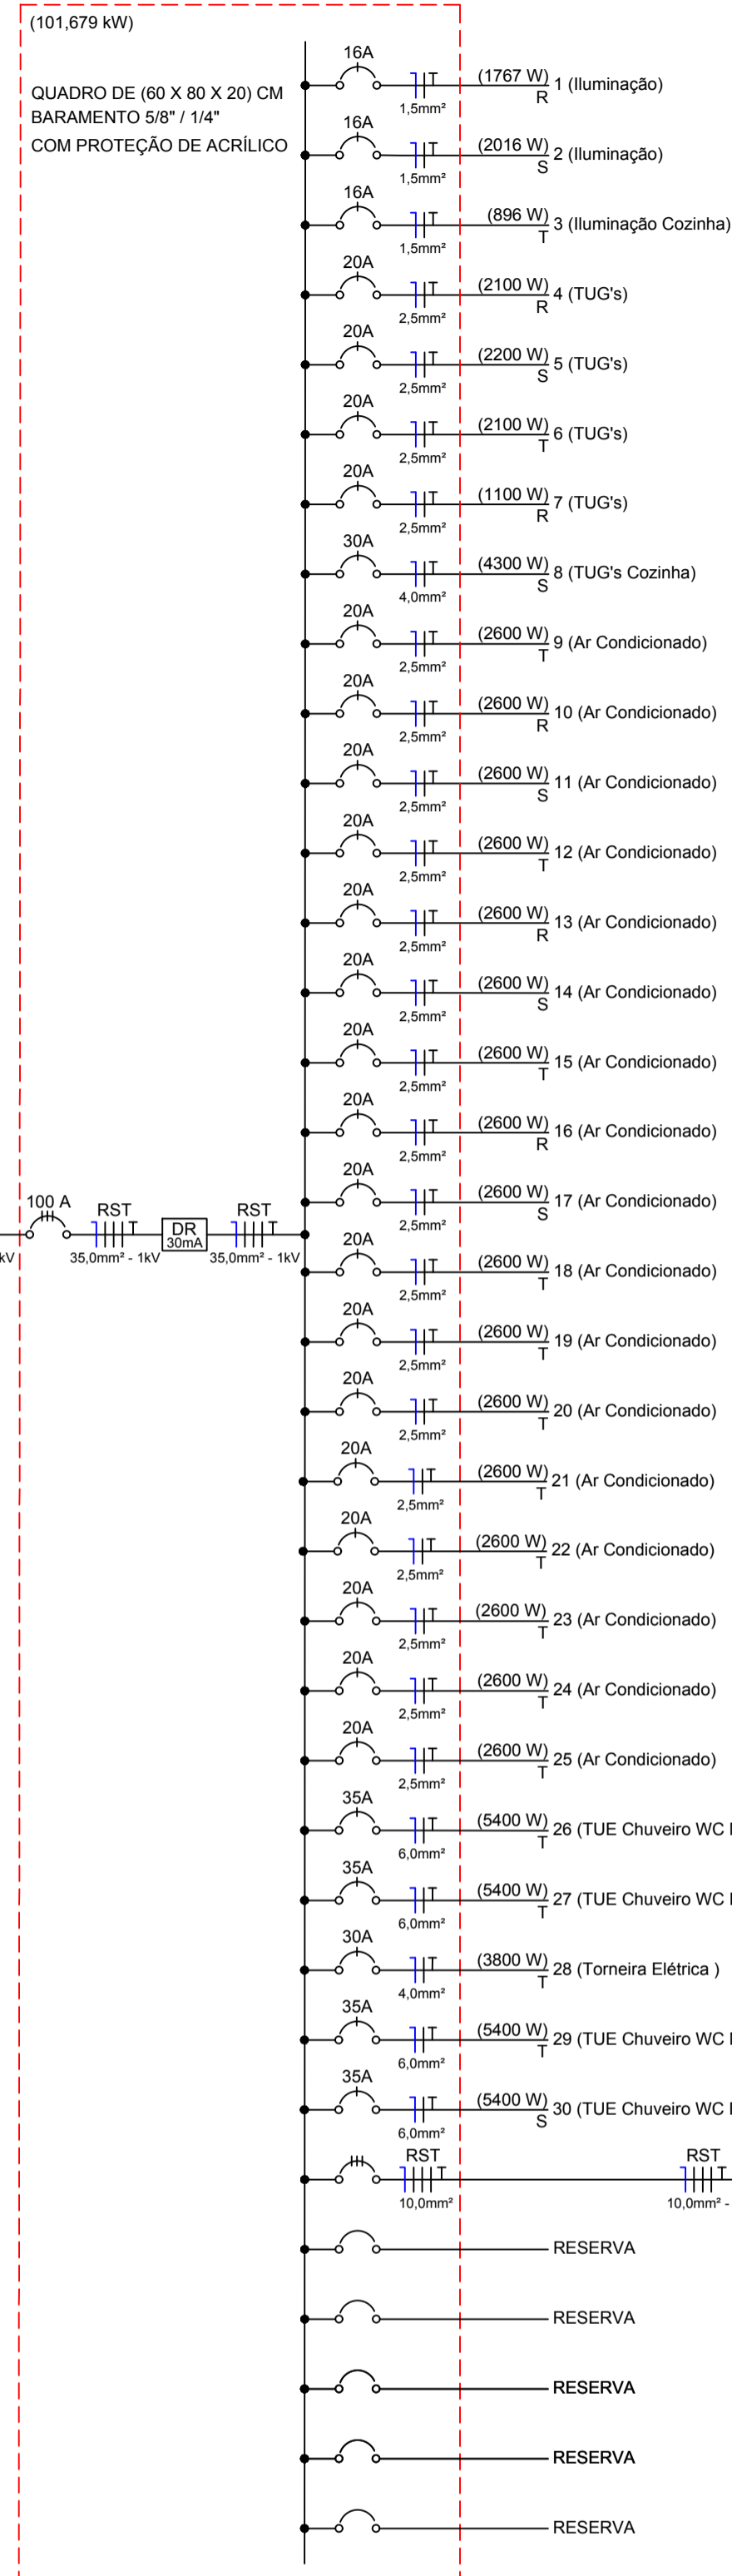 (101,679 kW)
QUADRO DE (60 X 80 X 20) CM
BARAMENTO 5/8" / 1/4"
COM PROTEÇÃO DE ACRÍLICO
16A T (1767 W) 1 (Iluminação)
1,5mm² R
16A T (2016 W) 2 (Iluminação)
1,5mm² S
16A T (896 W) 3 (Iluminação Cozinha)
1,5mm² T
20A T (2100 W) 4 (TUG's)
2,5mm² R
20A T (2200 W) 5 (TUG's)
2,5mm² S
20A T (2100 W) 6 (TUG's)
2,5mm² T
20A T (1100 W) 7 (TUG's)
2,5mm² R
30A T (4300 W) 8 (TUG's Cozinha)
4,0mm² S
20A T (2600 W) 9 (Ar Condicionado)
2,5mm² T
20A T (2600 W) 10 (Ar Condicionado)
2,5mm² R
20A T (2600 W) 11 (Ar Condicionado)
2,5mm² S
20A T (2600 W) 12 (Ar Condicionado)
2,5mm² T
20A T (2600 W) 13 (Ar Condicionado)
2,5mm² R
20A T (2600 W) 14 (Ar Condicionado)
2,5mm² S
20A T (2600 W) 15 (Ar Condicionado)
2,5mm² T
20A T (2600 W) 16 (Ar Condicionado)
2,5mm² R
20A T (2600 W) 17 (Ar Condicionado)
2,5mm² S
100 A RST T DR 30mA RST T
kV 35,0mm² - 1kV 35,0mm² - 1kV
20A T (2600 W) 18 (Ar Condicionado)
2,5mm² T
20A T (2600 W) 19 (Ar Condicionado)
2,5mm² T
20A T (2600 W) 20 (Ar Condicionado)
2,5mm² T
20A T (2600 W) 21 (Ar Condicionado)
2,5mm² T
20A T (2600 W) 22 (Ar Condicionado)
2,5mm² T
20A T (2600 W) 23 (Ar Condicionado)
2,5mm² T
20A T (2600 W) 24 (Ar Condicionado)
2,5mm² T
20A T (2600 W) 25 (Ar Condicionado)
2,5mm² T
35A T (5400 W) 26 (TUE Chuveiro WC
6,0mm² T
35A T (5400 W) 27 (TUE Chuveiro WC
6,0mm² T
30A T (3800 W) 28 (Torneira Elétrica )
4,0mm² T
35A T (5400 W) 29 (TUE Chuveiro WC
6,0mm² T
35A T (5400 W) 30 (TUE Chuveiro WC
6,0mm² S
RST T RST T
10,0mm² 10,0mm² -
RESERVA
RESERVA
RESERVA
RESERVA
RESERVA